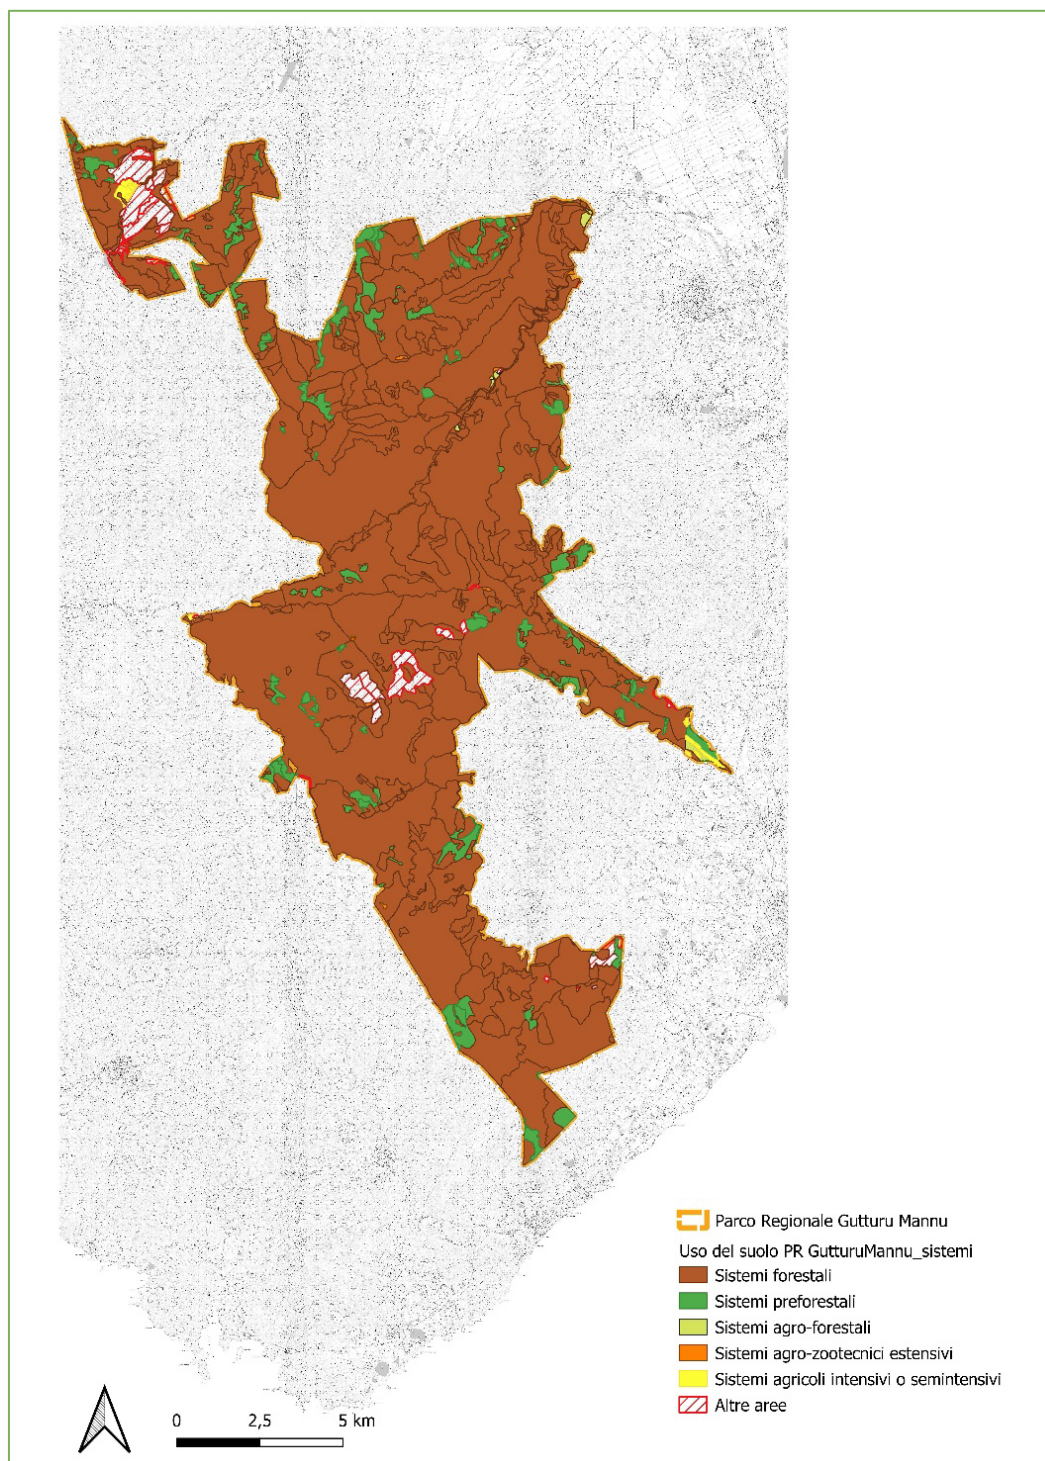 Parco Regionale Gutturu Mannu
Uso del suolo PR GutturuMannu_sistemi
Sistemi forestali
Sistemi preforestali
Sistemi agro-forestali
Sistemi agro-zootecnici estensivi
Sistemi agricoli intensivi o semintensivi
Altre aree
0 2,5 5 km